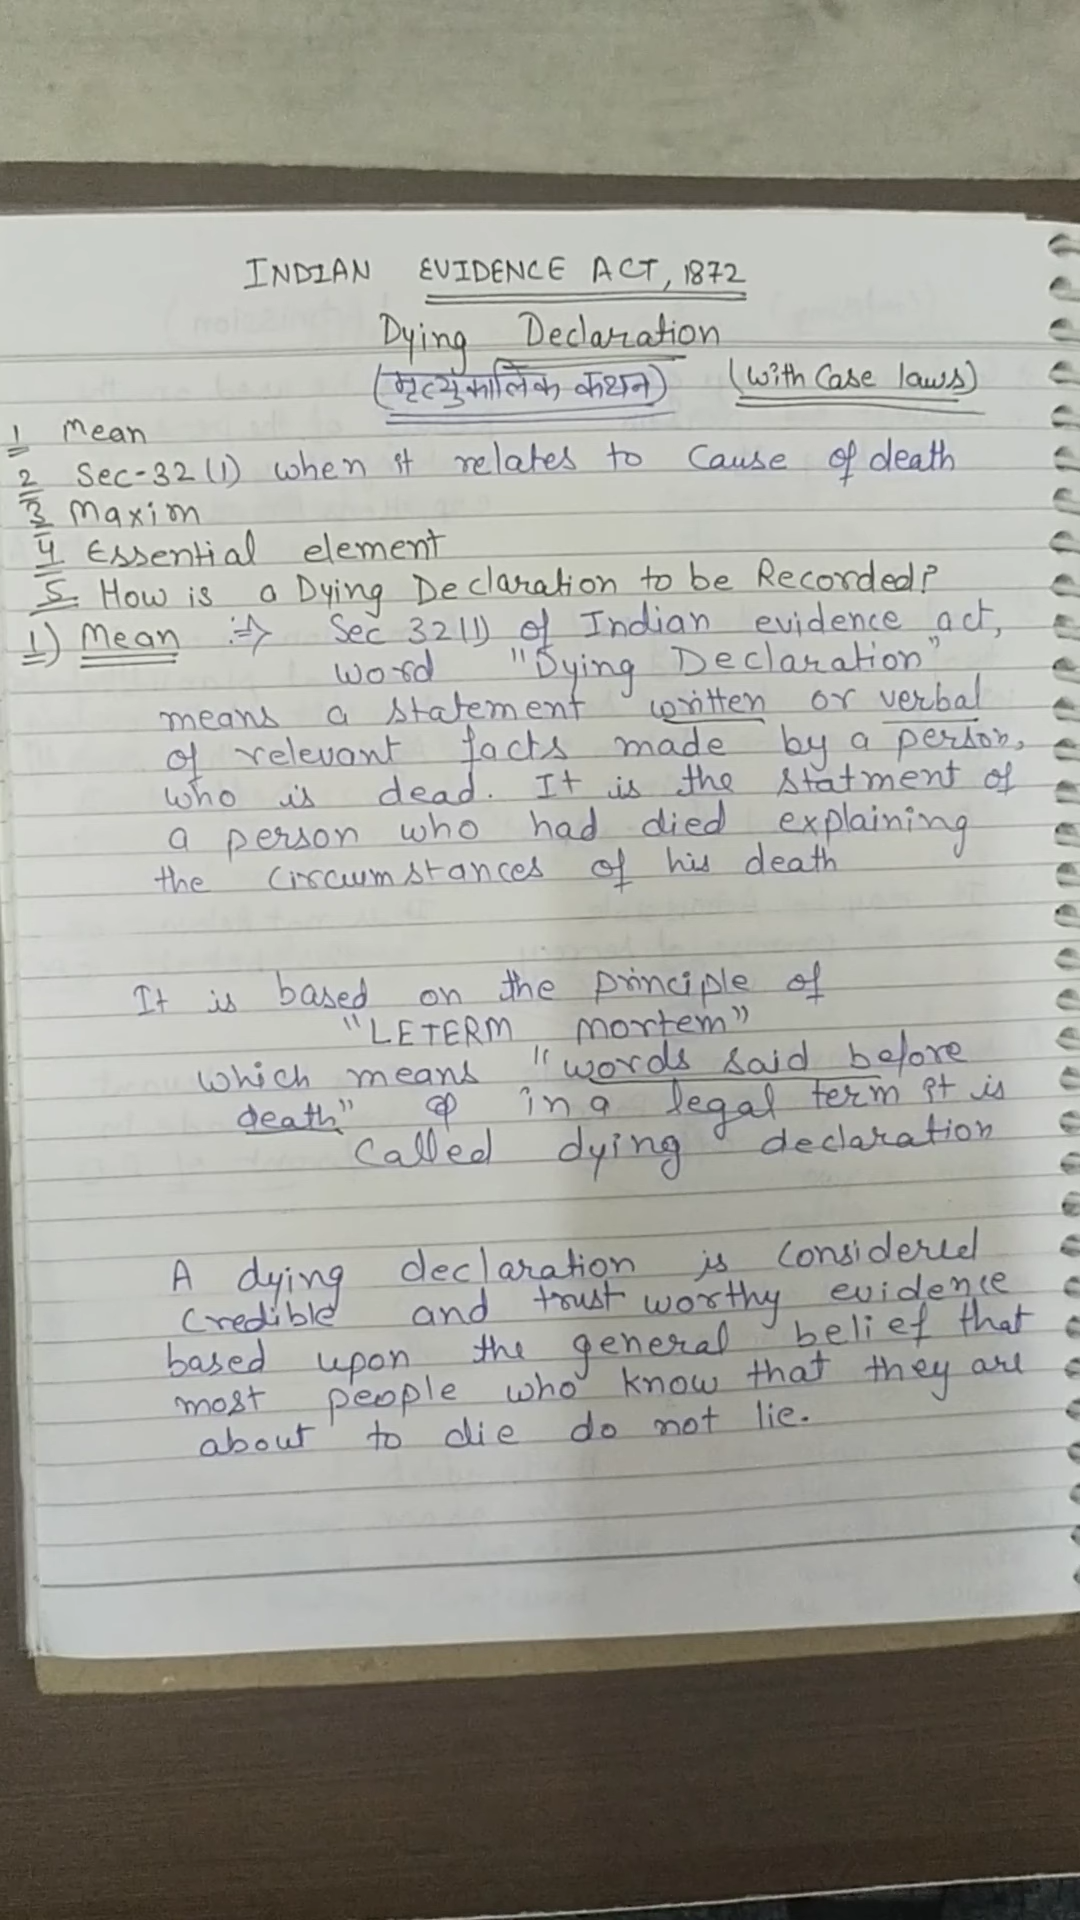 INDIAN EVIDENCE ACT, 1872
Dying Declaration
(मृत्युकालिक कथन) (with Case laws)
1 Mean
2 Sec-32 (1) when it relates to Cause of death
3 Maxim
4 Essential element
5. How is a Dying Declaration to be Recorded?
1) Mean :⇒ Sec 32(1) of Indian evidence act,
word "Dying Declaration"
means a statement written or verbal
of relevant facts made by a person,
who is dead. It is the statment of
a person who had died explaining
the circumstances of his death
It is based on the principle of
"LETERM mortem"
which means "words said before
death" & in a legal term it is
Called dying declaration
A dying declaration is considered
credible and trust worthy evidence
based upon the general belief that
most people who know that they are
about to die do not lie.